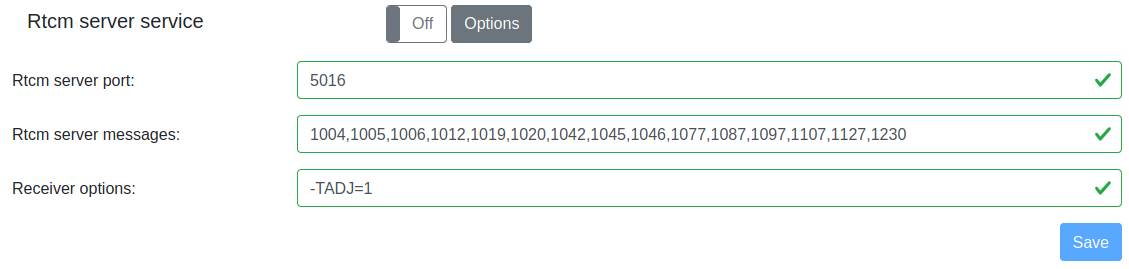 Rtcm server service Off Options
Rtcm server port: 5016
Rtcm server messages: 1004,1005,1006,1012,1019,1020,1042,1045,1046,1077,1087,1097,1107,1127,1230
Receiver options: -TADJ=1
Save